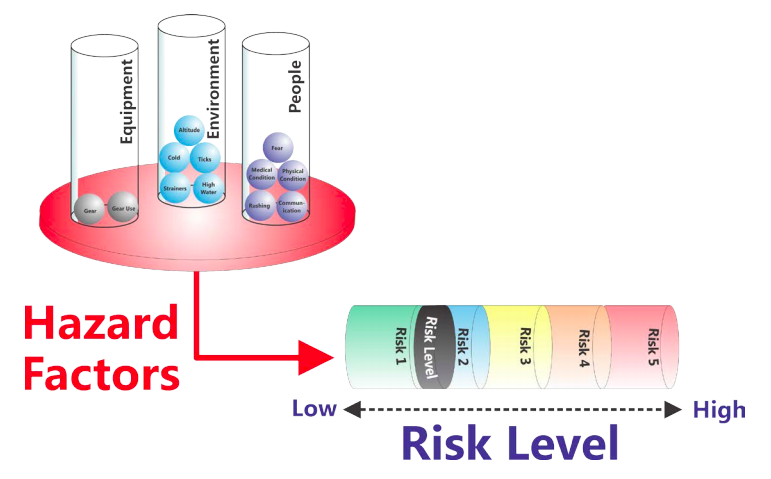 Equipment
Environment
People
Gear
Gear Use
Altitude
Cold
Ticks
Strainers
High
Water
Fear
Medical
Condition
Physical
Condition
Rushing
Commun-
ication
Hazard
Factors
Risk 1
Risk Level
Risk 2
Risk 3
Risk 4
Risk 5
Low
High
Risk Level